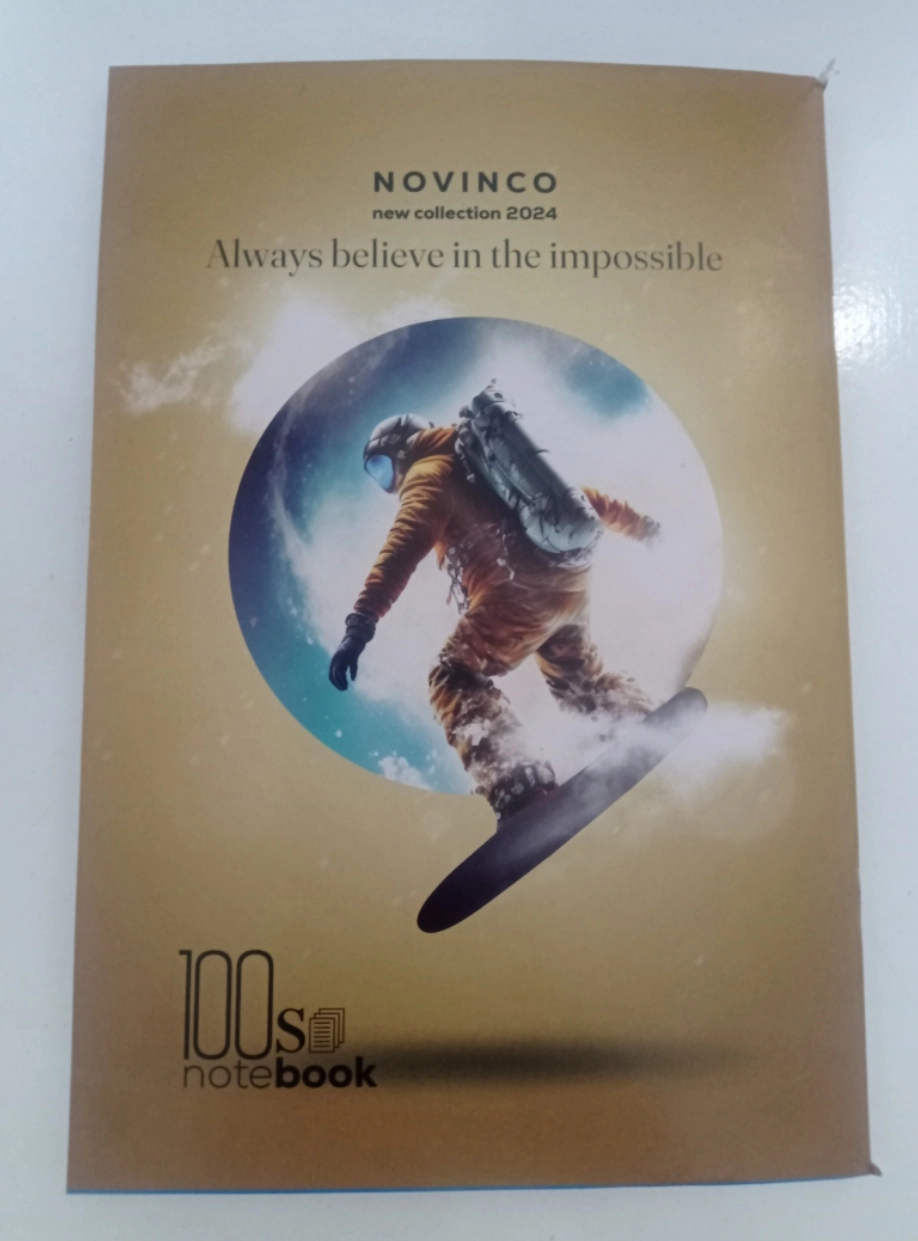 NOVINCO
new collection 2024
Always believe in the impossible
100s
notebook